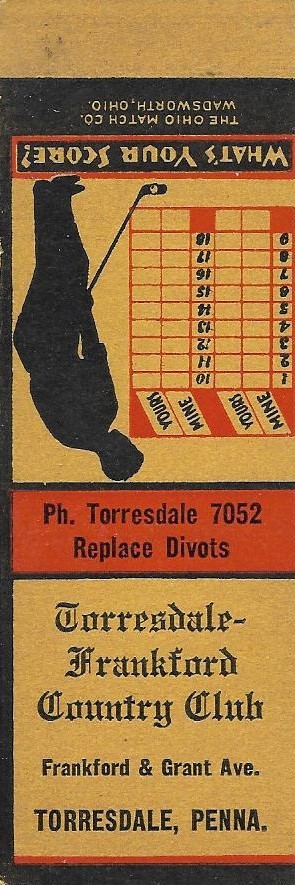 THE OHIO MATCH CO.
WADSWORTH, OHIO.
WHAT'S YOUR SCORE?
MINE YOURS MINE YOURS
1 10
2 11
3 12
4 13
5 14
6 15
7 16
8 17
9 18
Ph. Torresdale 7052
Replace Divots
Torresdale-
Frankford
Country Club
Frankford & Grant Ave.
TORRESDALE, PENNA.